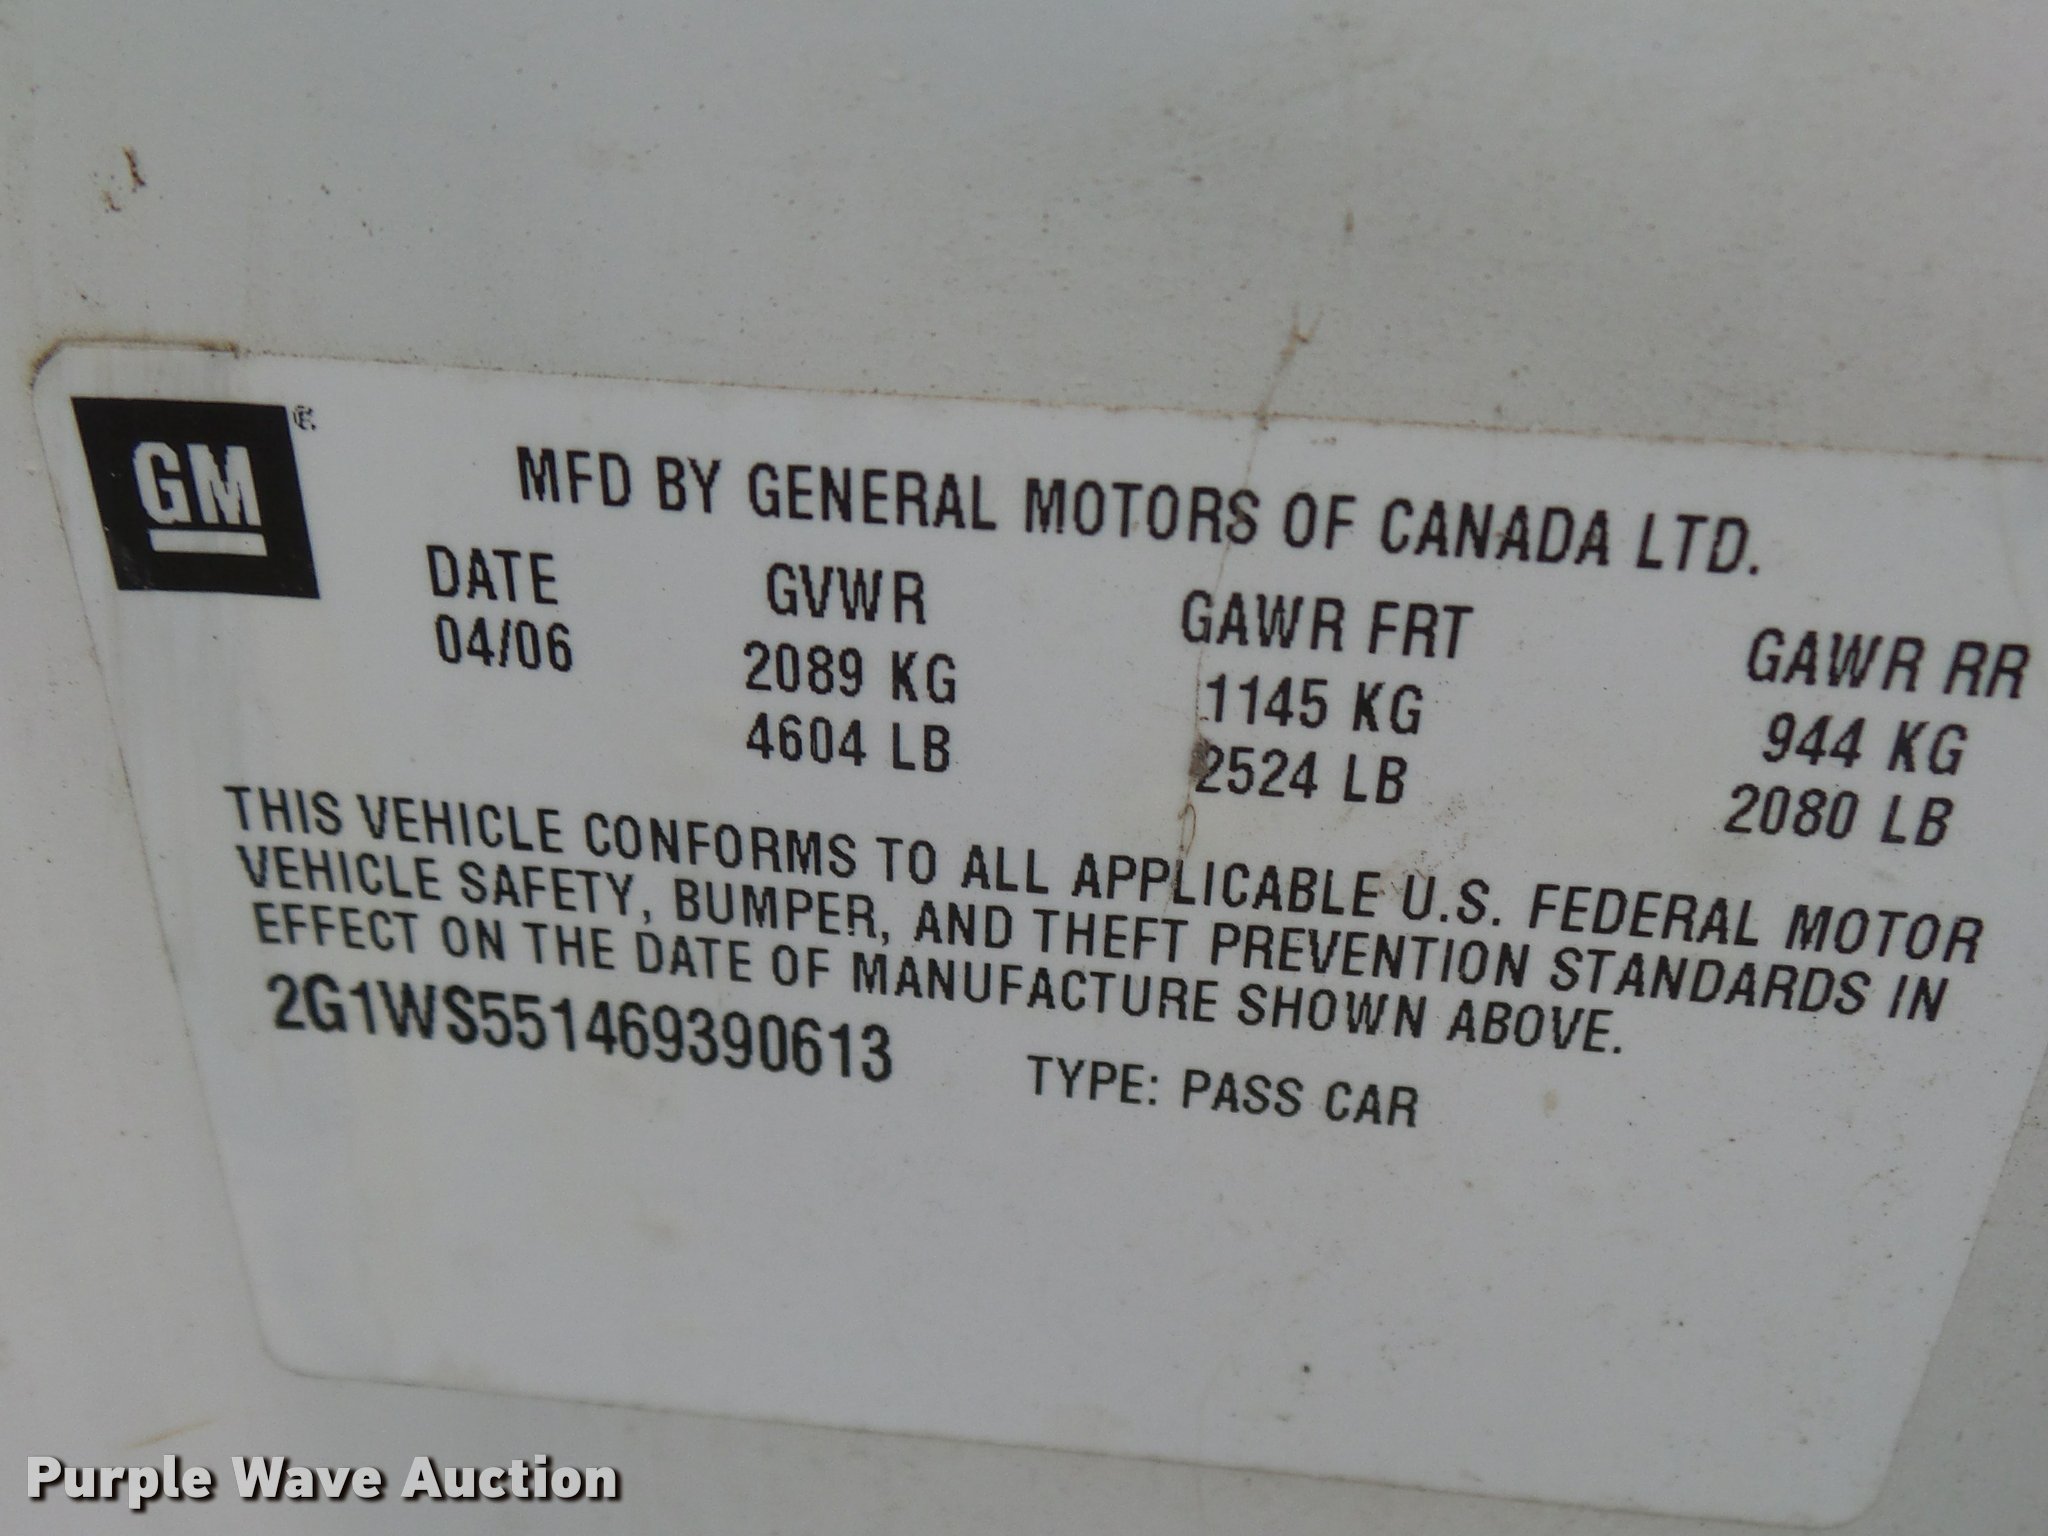 GM
MFD BY GENERAL MOTORS OF CANADA LTD.
DATE GVWR GAWR FRT GAWR RR
04/06 2089 KG 1145 KG 944 KG
4604 LB 2524 LB 2080 LB
THIS VEHICLE CONFORMS TO ALL APPLICABLE U.S. FEDERAL MOTOR
VEHICLE SAFETY, BUMPER, AND THEFT PREVENTION STANDARDS IN
EFFECT ON THE DATE OF MANUFACTURE SHOWN ABOVE.
2G1WS551469390613 TYPE: PASS CAR
Purple Wave Auction